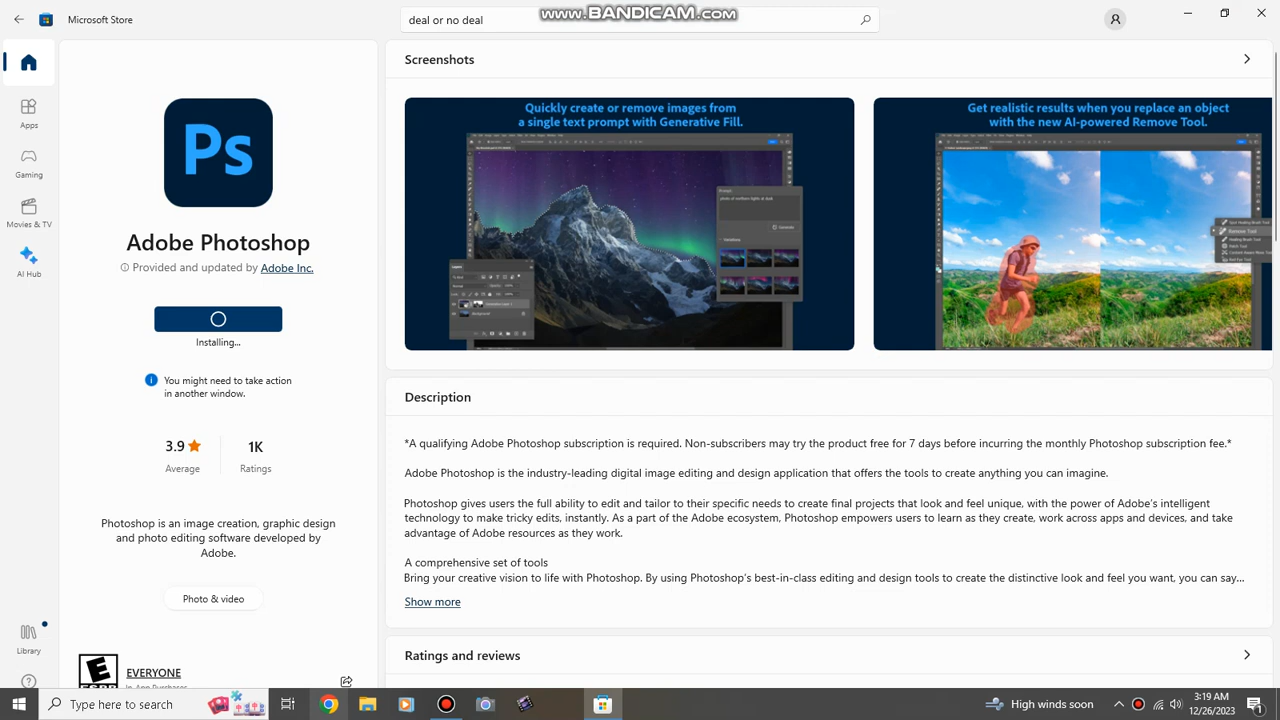 Microsoft Store
deal or no deal
www.BANDICAM.com
Apps
Gaming
Movies & TV
AI Hub
Library
Ps
Adobe Photoshop
Provided and updated by Adobe Inc.
Installing...
You might need to take action
in another window.
3.9
1K
Average
Ratings
Photoshop is an image creation, graphic design
and photo editing software developed by
Adobe.
Photo & video
EVERYONE
In-App Purchases
Screenshots
Quickly create or remove images from
a single text prompt with Generative Fill.
Get realistic results when you replace an object
with the new AI-powered Remove Tool.
Description
*A qualifying Adobe Photoshop subscription is required. Non-subscribers may try the product free for 7 days before incurring the monthly Photoshop subscription fee.*
Adobe Photoshop is the industry-leading digital image editing and design application that offers the tools to create anything you can imagine.
Photoshop gives users the full ability to edit and tailor to their specific needs to create final projects that look and feel unique, with the power of Adobe's intelligent
technology to make tricky edits, instantly. As a part of the Adobe ecosystem, Photoshop empowers users to learn as they create, work across apps and devices, and take
advantage of Adobe resources as they work.
A comprehensive set of tools
Bring your creative vision to life with Photoshop. By using Photoshop's best-in-class editing and design tools to create the distinctive look and feel you want, you can say...
Show more
Ratings and reviews
Type here to search
High winds soon
3:19 AM
12/26/2023
1